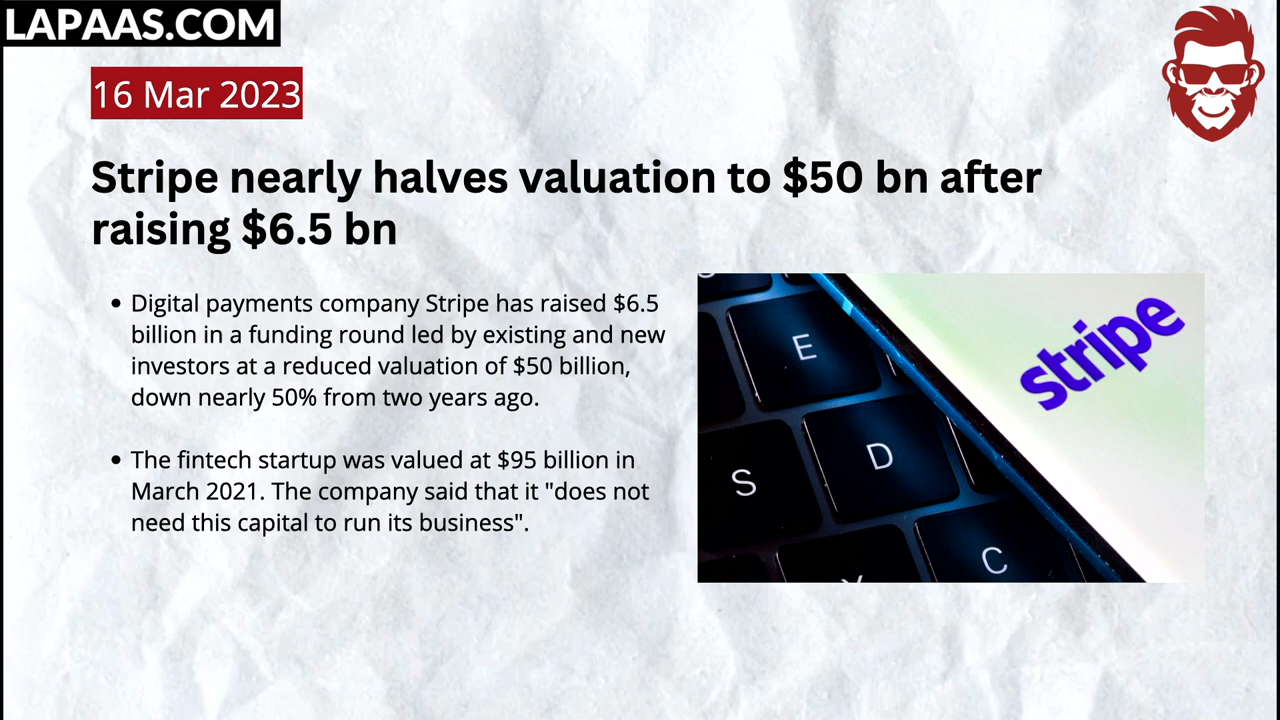 LAPAAS.COM
16 Mar 2023
Stripe nearly halves valuation to $50 bn after
raising $6.5 bn
• Digital payments company Stripe has raised $6.5
billion in a funding round led by existing and new
investors at a reduced valuation of $50 billion,
down nearly 50% from two years ago.
• The fintech startup was valued at $95 billion in
March 2021. The company said that it "does not
need this capital to run its business".
stripe
E
D
S
C